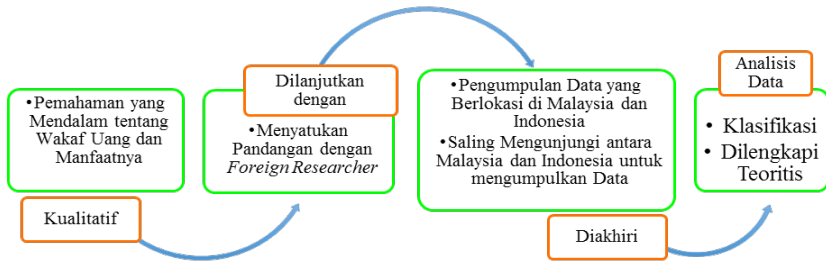 •Pemahaman yang
Mendalam tentang
Wakaf Uang dan
Manfaatnya
Kualitatif
Dilanjutkan
dengan
•Menyatukan
Pandangan dengan
Foreign Researcher
•Pengumpulan Data yang
Berlokasi di Malaysia dan
Indonesia
•Saling Mengunjungi antara
Malaysia dan Indonesia untuk
mengumpulkan Data
Diakhiri
Analisis
Data
• Klasifikasi
• Dilengkapi
Teoritis